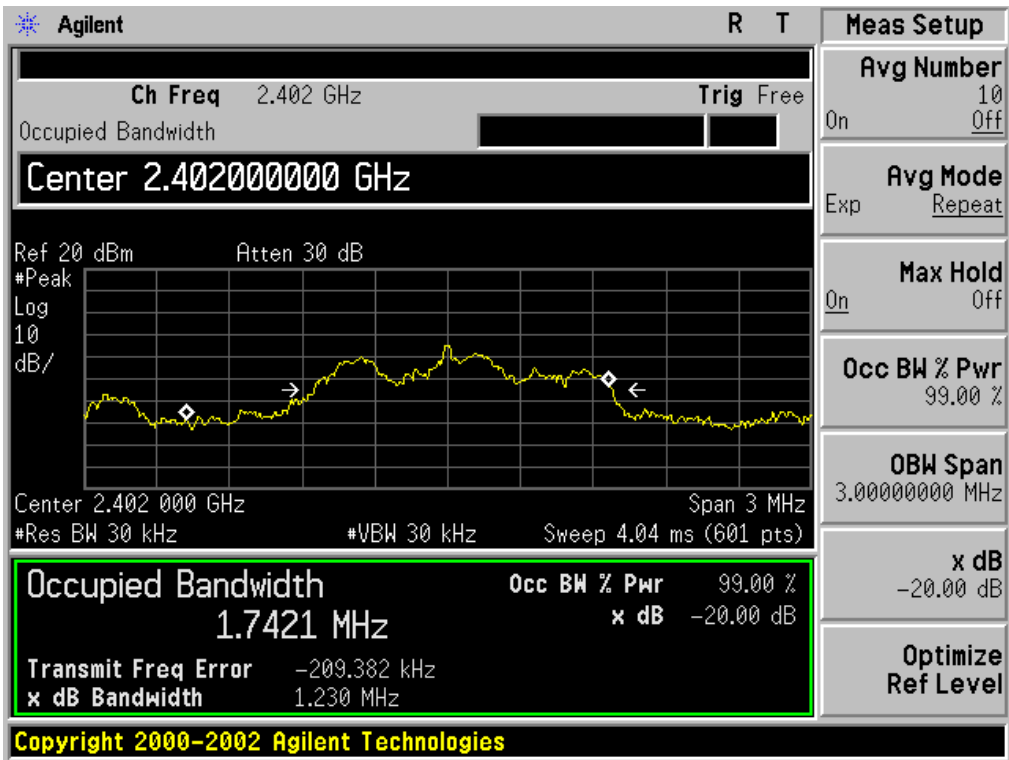 Agilent R T Meas Setup
Ch Freq 2.402 GHz Trig Free
Occupied Bandwidth
Center 2.402000000 GHz
Ref 20 dBm Atten 30 dB
#Peak
Log
10
dB/
Center 2.402 000 GHz Span 3 MHz
#Res BW 30 kHz #VBW 30 kHz Sweep 4.04 ms (601 pts)
Occupied Bandwidth Occ BW % Pwr 99.00 %
1.7421 MHz x dB -20.00 dB
Transmit Freq Error -209.382 kHz
x dB Bandwidth 1.230 MHz
Copyright 2000-2002 Agilent Technologies
Avg Number
10
On Off
Avg Mode
Exp Repeat
Max Hold
On Off
Occ BW % Pwr
99.00 %
OBW Span
3.00000000 MHz
x dB
-20.00 dB
Optimize
Ref Level